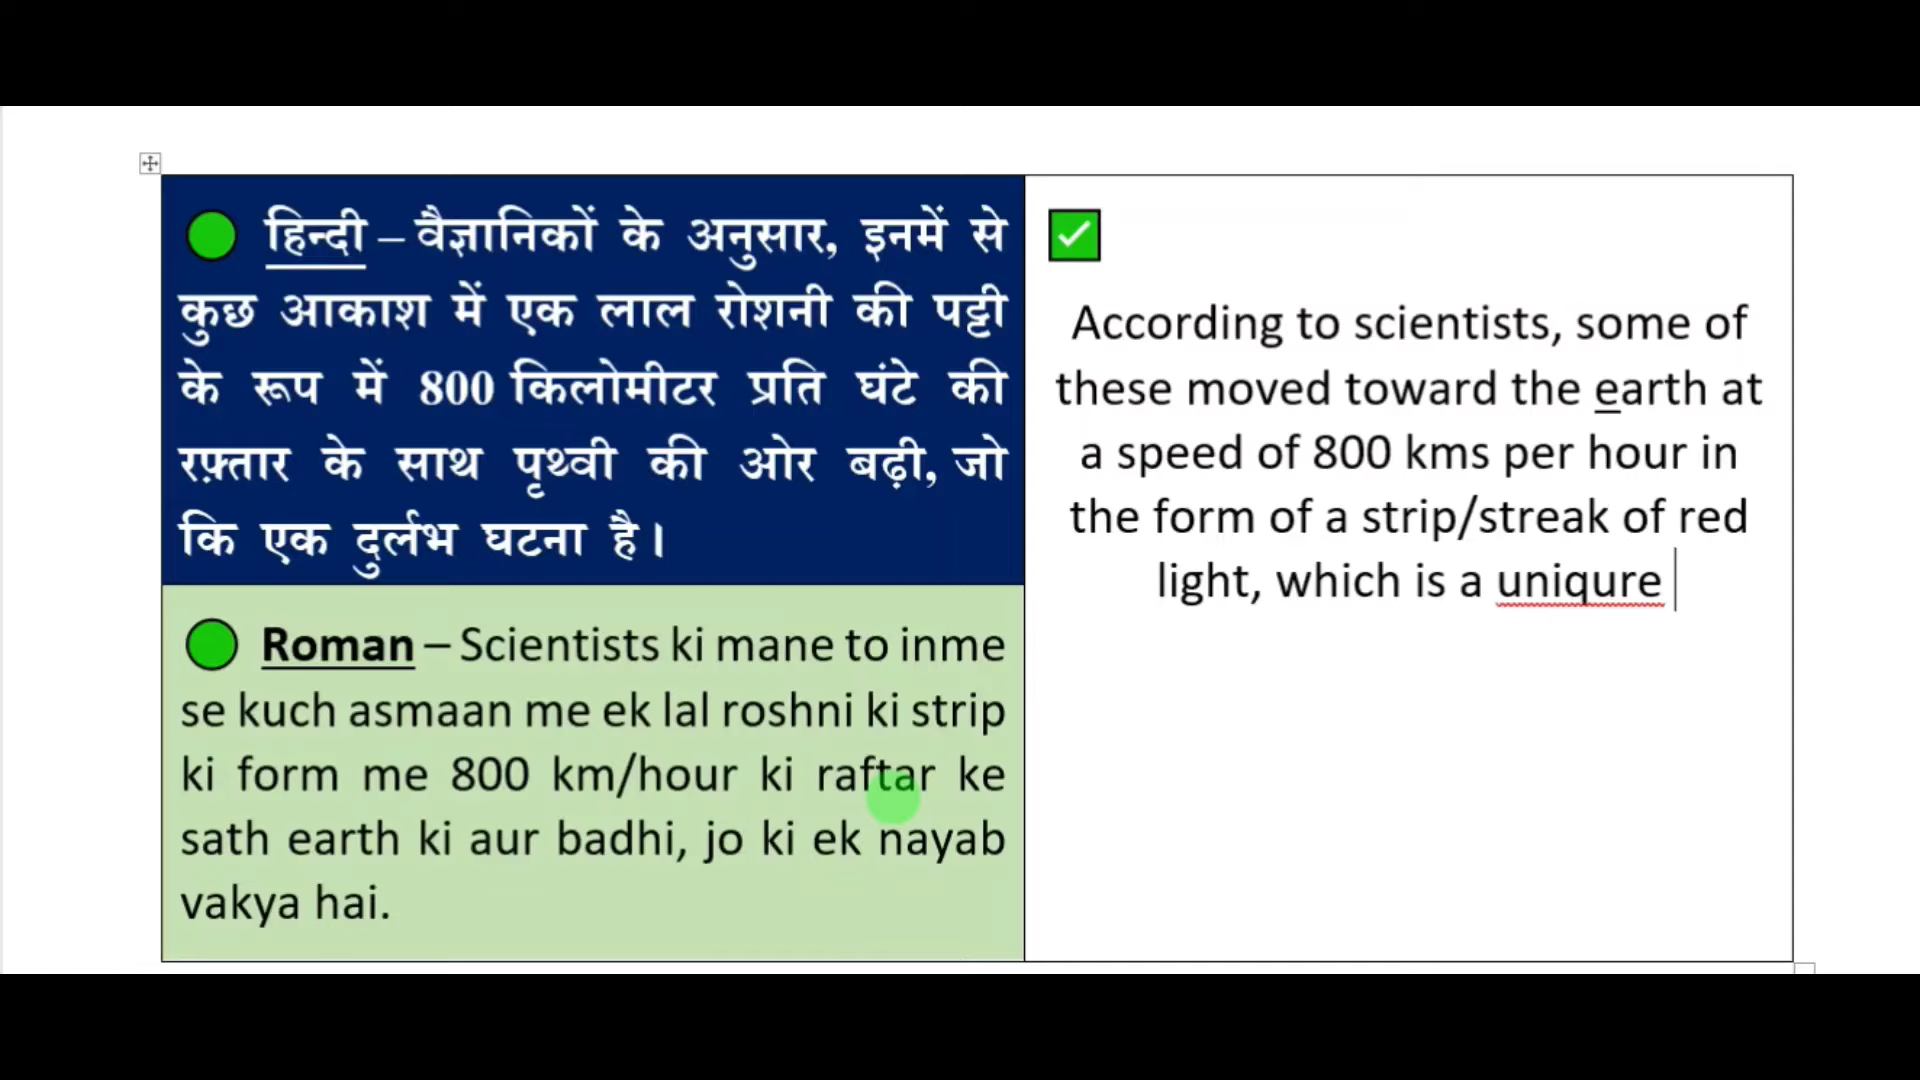 हिन्दी – वैज्ञानिकों के अनुसार, इनमें से
कुछ आकाश में एक लाल रोशनी की पट्टी
के रूप में 800 किलोमीटर प्रति घंटे की
रफ़्तार के साथ पृथ्वी की ओर बढ़ी, जो
कि एक दुर्लभ घटना है।
Roman – Scientists ki mane to inme
se kuch asmaan me ek lal roshni ki strip
ki form me 800 km/hour ki raftar ke
sath earth ki aur badhi, jo ki ek nayab
vakya hai.
According to scientists, some of
these moved toward the earth at
a speed of 800 kms per hour in
the form of a strip/streak of red
light, which is a uniqure